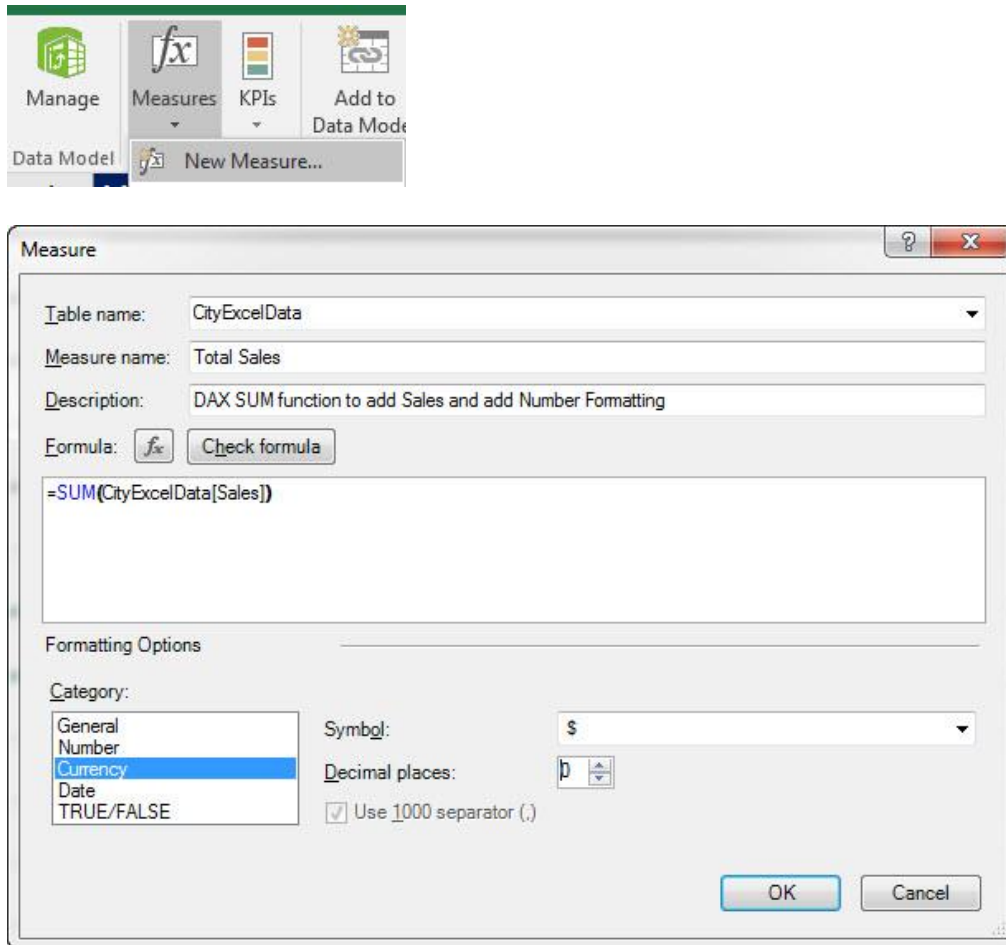 Manage
Measures
KPIs
Add to
Data Mode
Data Model
New Measure...
Measure
Table name: CityExcelData
Measure name: Total Sales
Description: DAX SUM function to add Sales and add Number Formatting
Formula: fx Check formula
=SUM(CityExcelData[Sales])
Formatting Options
Category:
General
Number
Currency
Date
TRUE/FALSE
Symbol: $
Decimal places: 0
Use 1000 separator (,)
OK Cancel